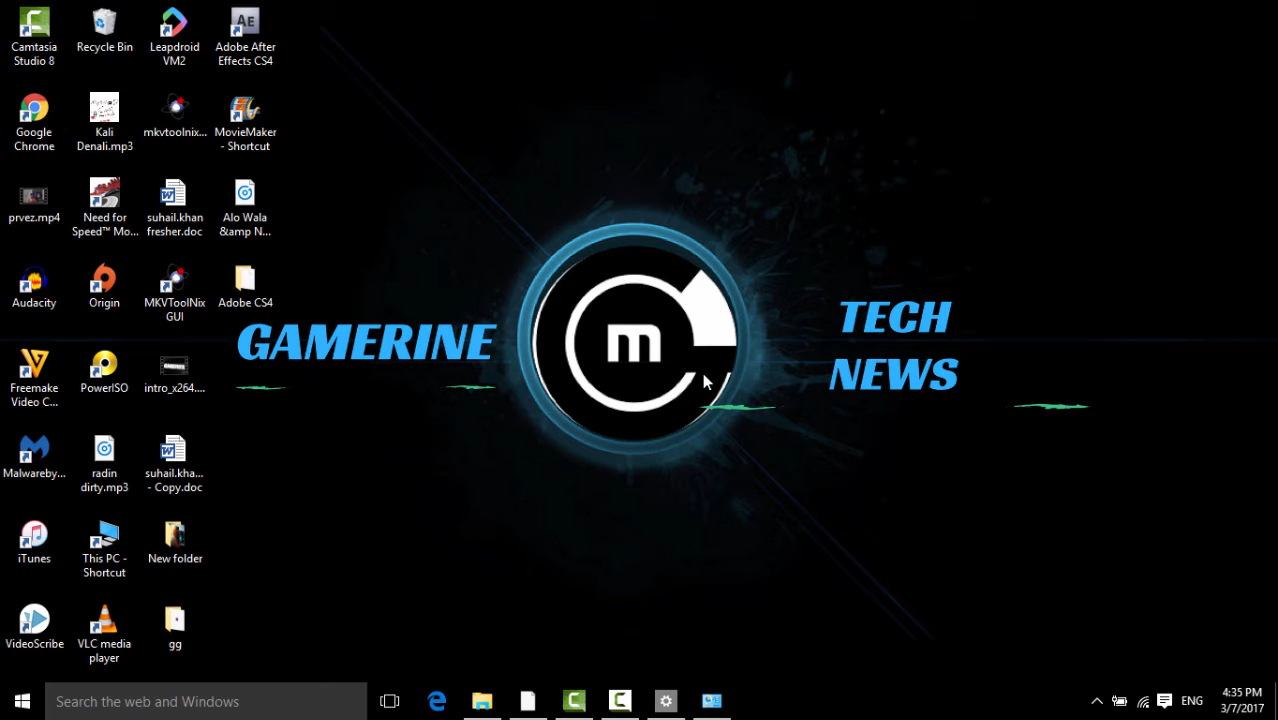 Camtasia
Studio 8
Recycle Bin
Leapdroid
VM2
Ae
Adobe After
Effects CS4
Google
Chrome
Kali
Denali.mp3
mkvtoolnix...
MovieMaker
- Shortcut
prvez.mp4
Need for
Speed™ Mo...
suhail.khan
fresher.doc
Alo Wala
&amp N...
Audacity
Origin
MKVToolNix
GUI
Adobe CS4
Freemake
Video C...
PowerISO
intro_x264....
Malwareby...
radin
dirty.mp3
suhail.kha...
- Copy.doc
iTunes
This PC -
Shortcut
New folder
VideoScribe
VLC media
player
gg
GAMERINE
m
TECH
NEWS
Search the web and Windows
ENG
4:35 PM
3/7/2017